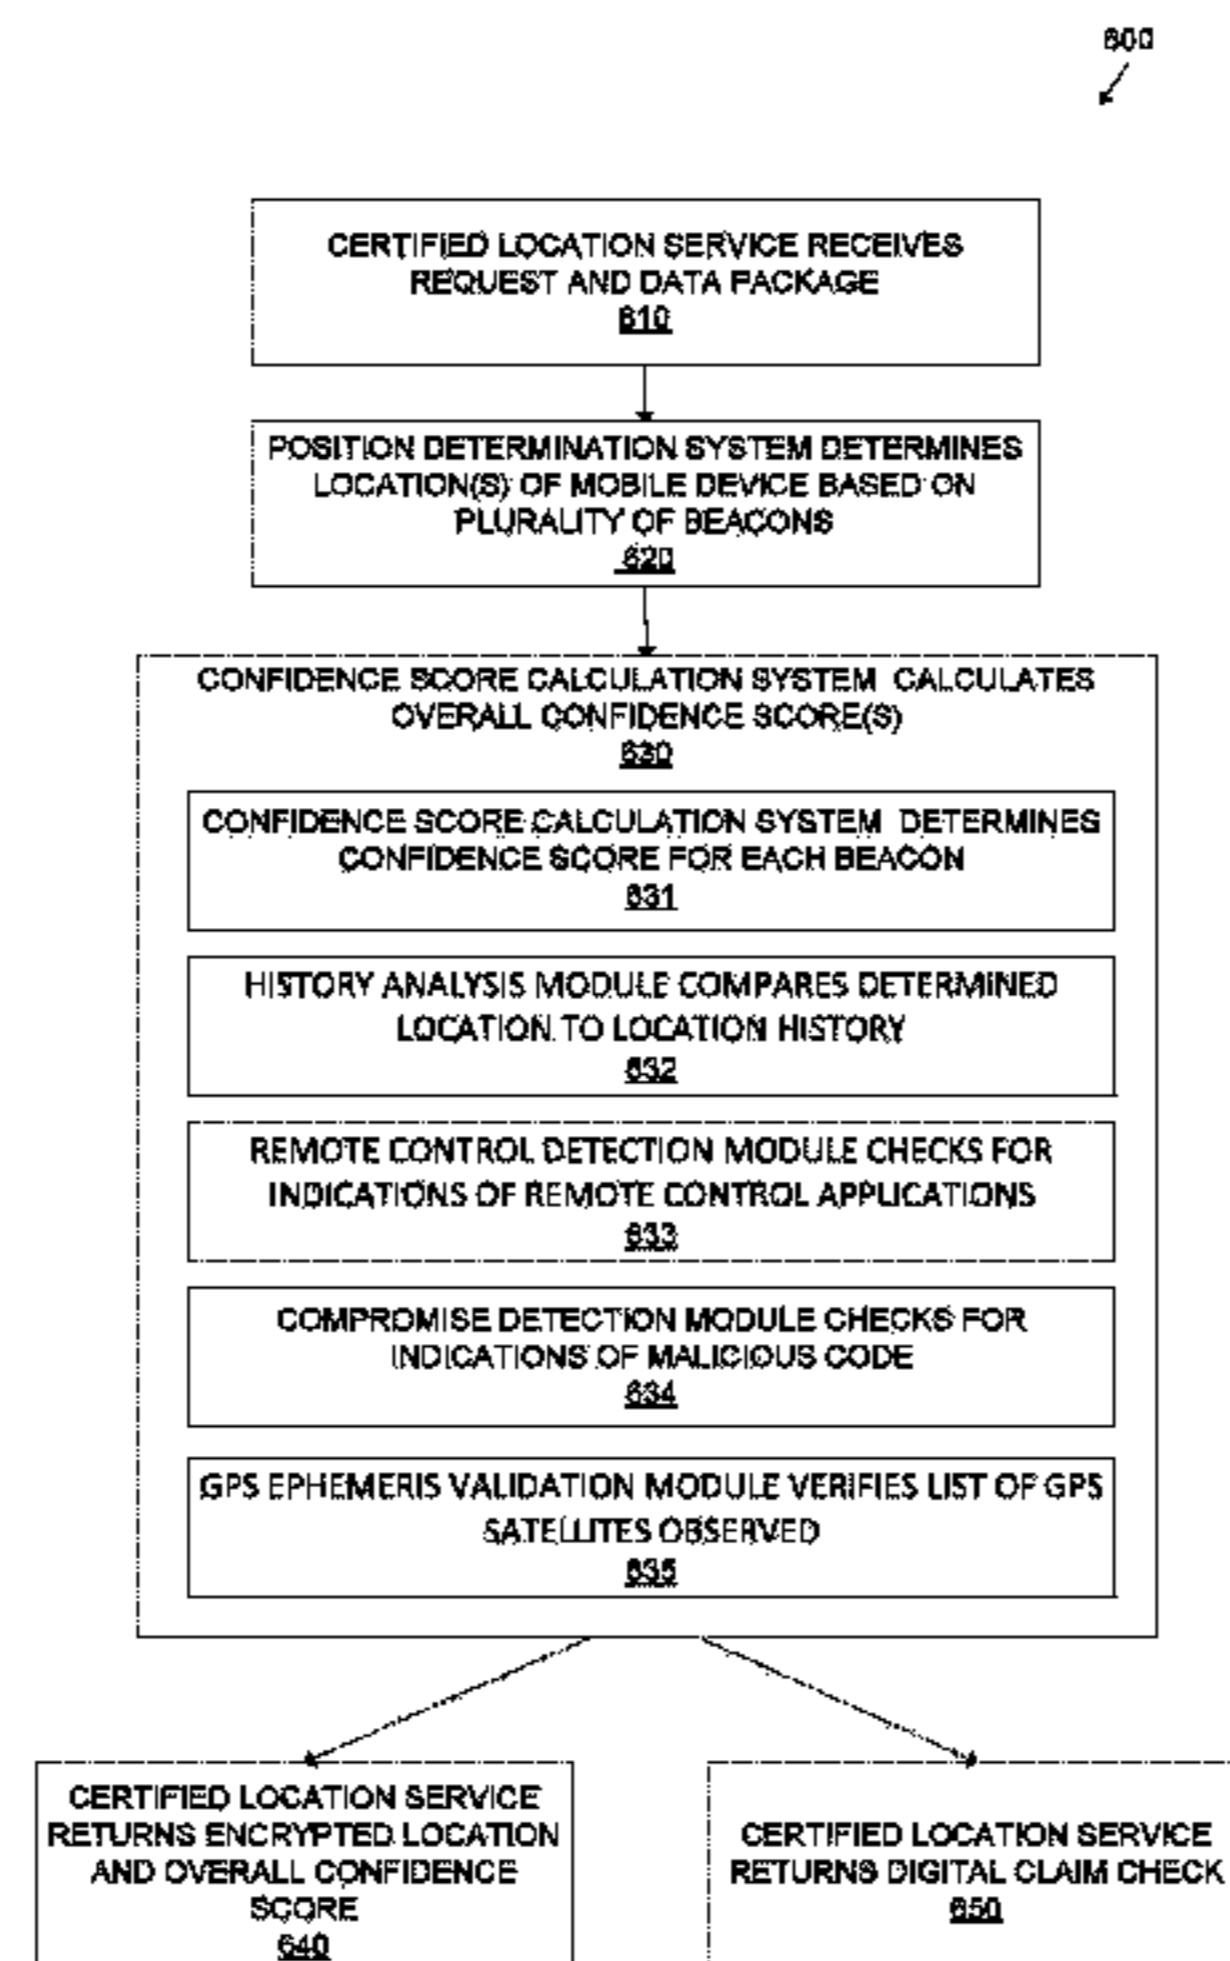 600
CERTIFIED LOCATION SERVICE RECEIVES
REQUEST AND DATA PACKAGE
610
POSITION DETERMINATION SYSTEM DETERMINES
LOCATION(S) OF MOBILE DEVICE BASED ON
PLURALITY OF BEACONS
620
CONFIDENCE SCORE CALCULATION SYSTEM CALCULATES
OVERALL CONFIDENCE SCORE(S)
630
CONFIDENCE SCORE CALCULATION SYSTEM DETERMINES
CONFIDENCE SCORE FOR EACH BEACON
631
HISTORY ANALYSIS MODULE COMPARES DETERMINED
LOCATION TO LOCATION HISTORY
632
REMOTE CONTROL DETECTION MODULE CHECKS FOR
INDICATIONS OF REMOTE CONTROL APPLICATIONS
633
COMPROMISE DETECTION MODULE CHECKS FOR
INDICATIONS OF MALICIOUS CODE
634
GPS EPHEMERIS VALIDATION MODULE VERIFIES LIST OF GPS
SATELLITES OBSERVED
635
CERTIFIED LOCATION SERVICE
RETURNS ENCRYPTED LOCATION
AND OVERALL CONFIDENCE
SCORE
640
CERTIFIED LOCATION SERVICE
RETURNS DIGITAL CLAIM CHECK
650